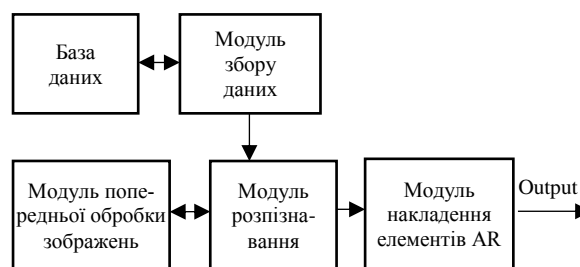 База
даних
Модуль
збору
даних
Модуль попе-
редньої обробки
зображень
Модуль
розпізна-
вання
Модуль
накладення
елементів AR
Output